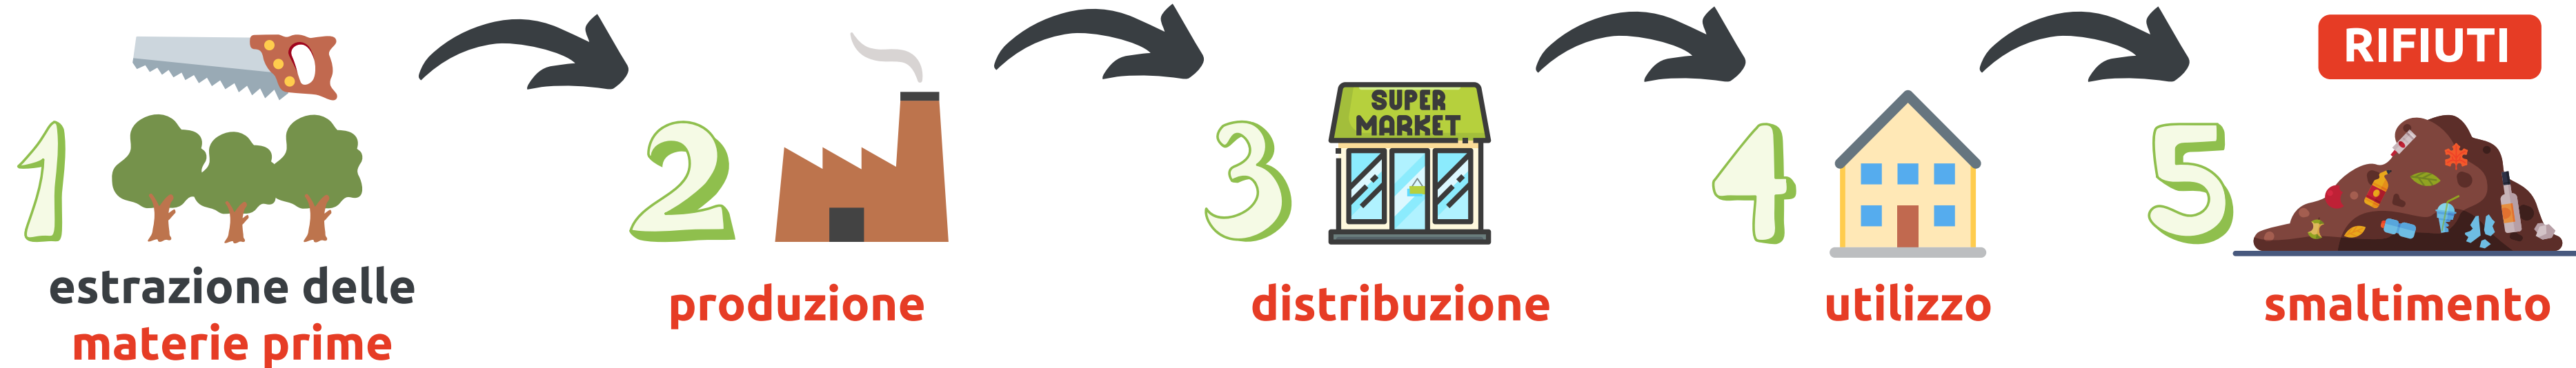 1
estrazione delle
materie prime
2
produzione
3
SUPER
MARKET
distribuzione
4
utilizzo
5
RIFIUTI
smaltimento